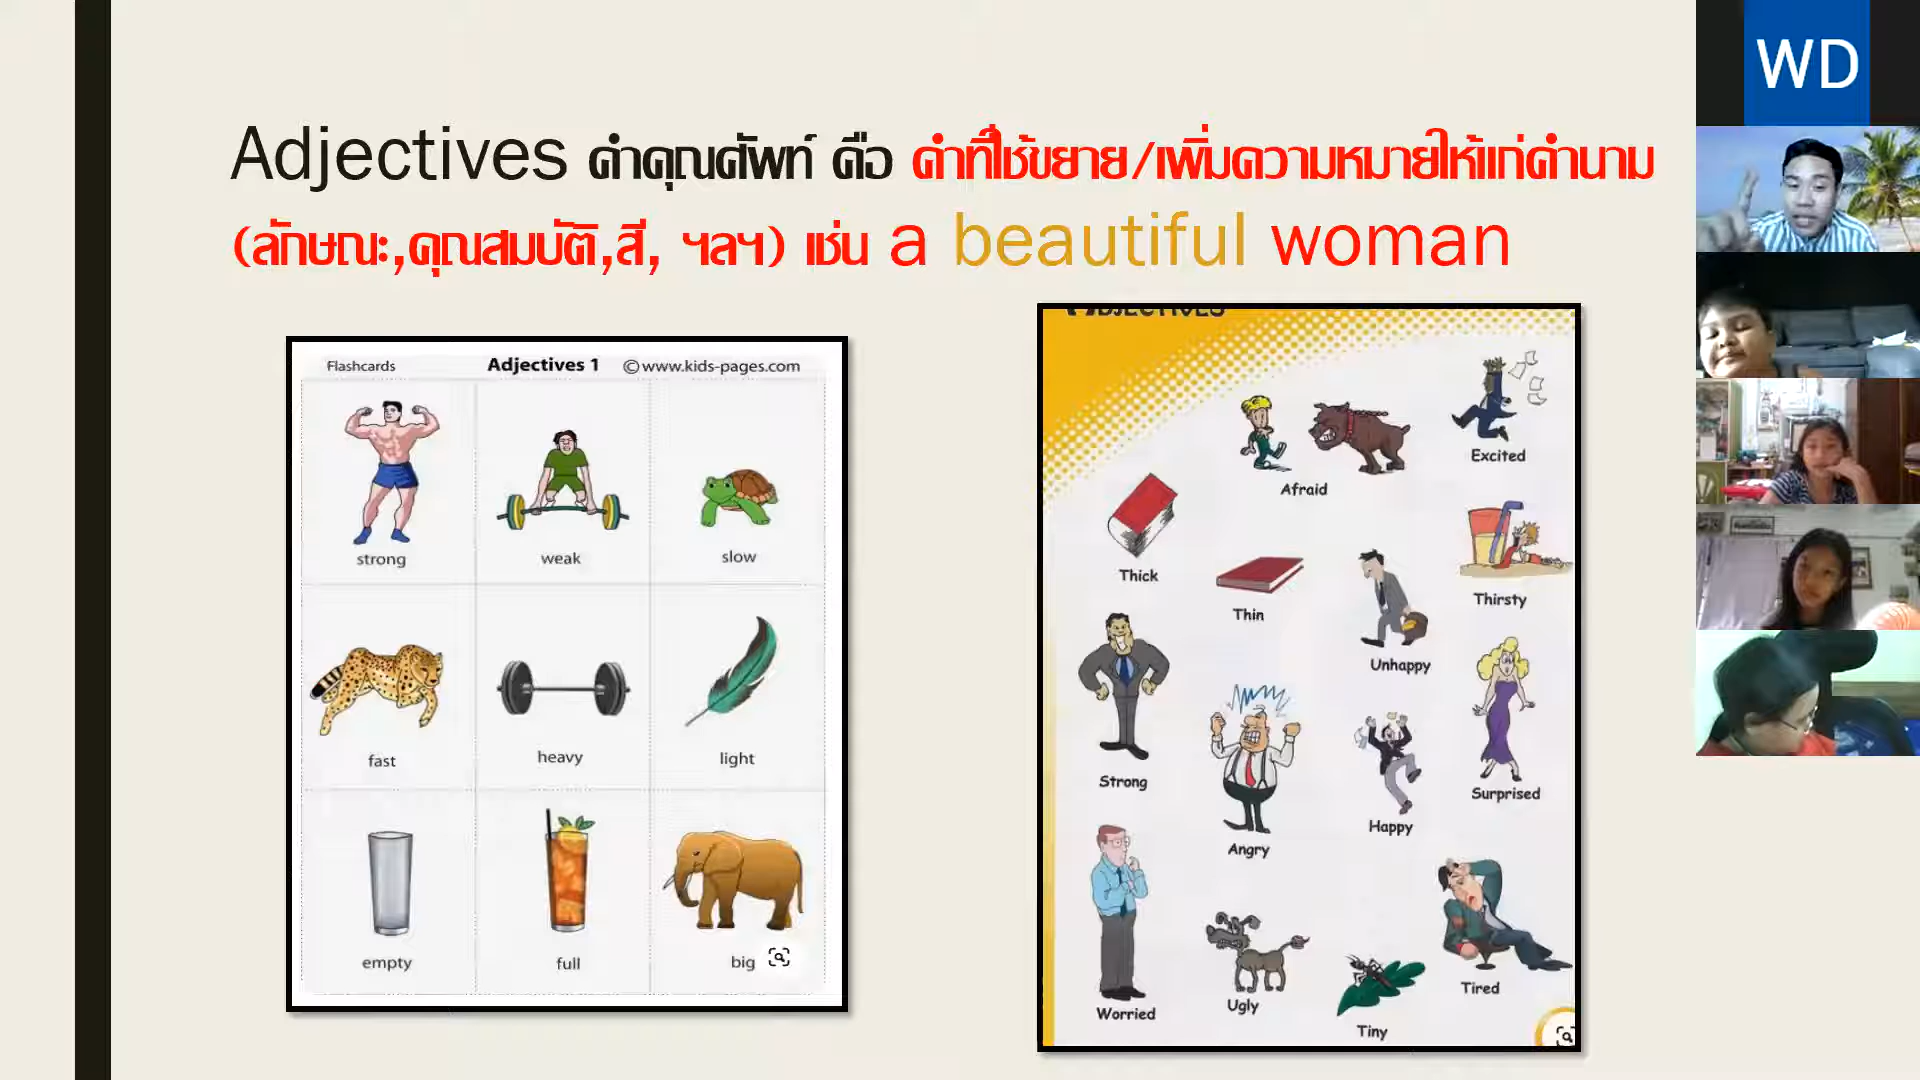 Adjectives คำคุณศัพท์ คือ คำที่ใช้ขยาย/เพิ่มความหมายให้แก่คำนาม
(ลักษณะ,คุณสมบัติ,สี, ฯลฯ) เช่น a beautiful woman
Flashcards Adjectives 1 ©www.kids-pages.com
strong weak slow
fast heavy light
empty full big
ADJECTIVES
Excited
Afraid
Thick
Thin
Thirsty
Unhappy
Strong
Surprised
Happy
Angry
Tired
Worried
Ugly
Tiny
WD